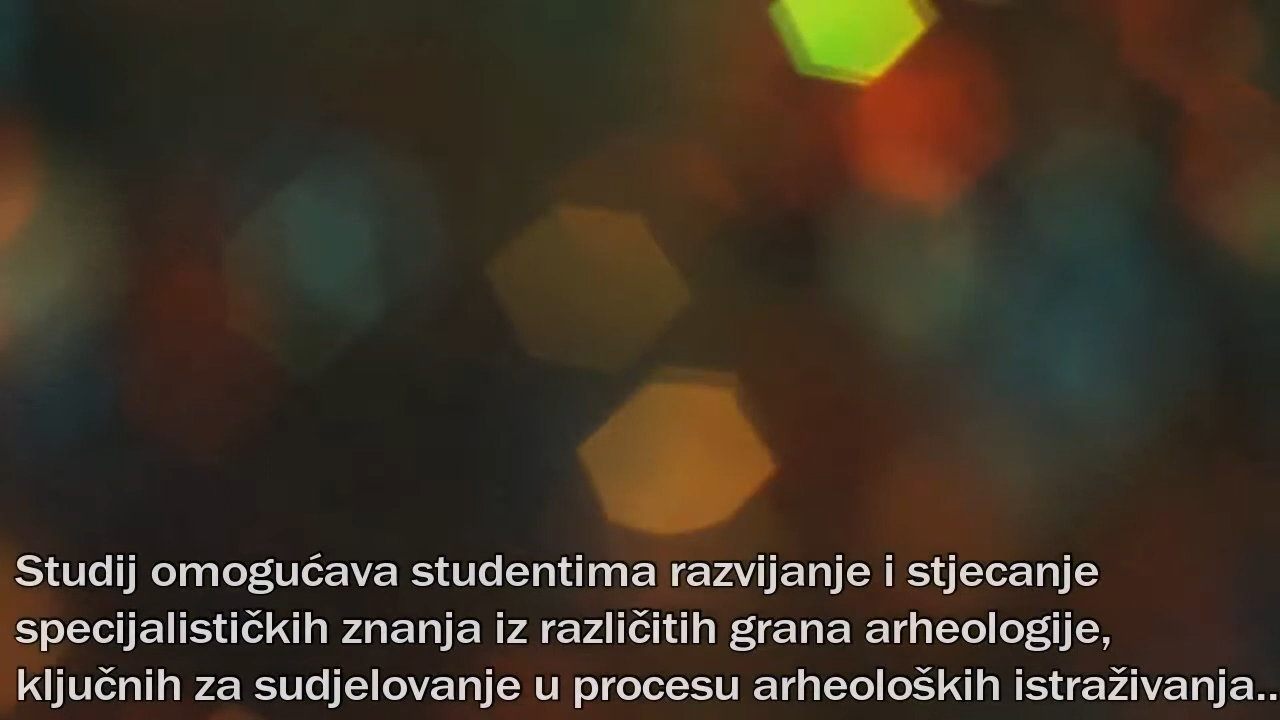 Studij omogućava studentima razvijanje i stjecanje
specijalističkih znanja iz različitih grana arheologije,
ključnih za sudjelovanje u procesu arheoloških istraživanja..